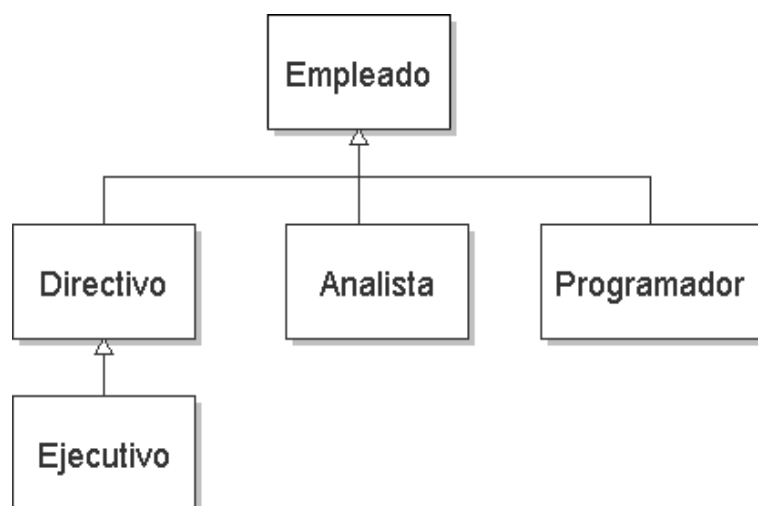 Empleado
Directivo
Analista
Programador
Ejecutivo